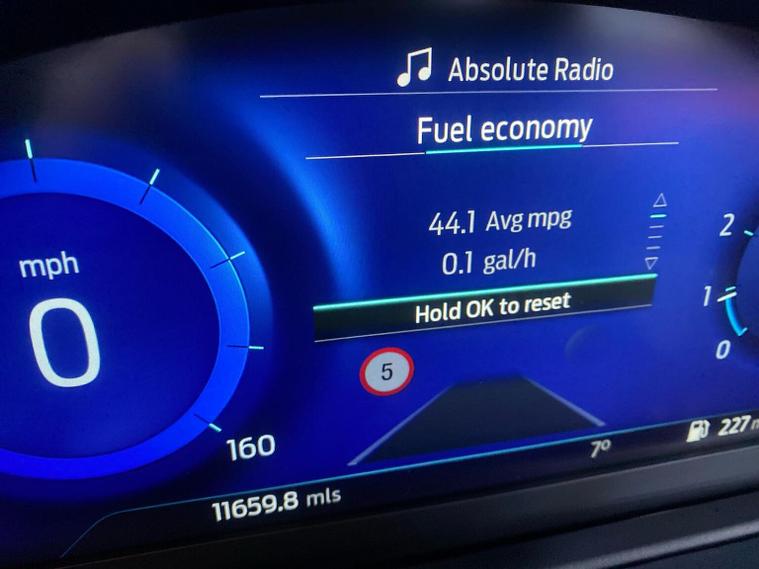 Absolute Radio
Fuel economy
44.1 Avg mpg
0.1 gal/h
Hold OK to reset
mph
0
160
5
2
1
0
7º
227
11659.8 mls